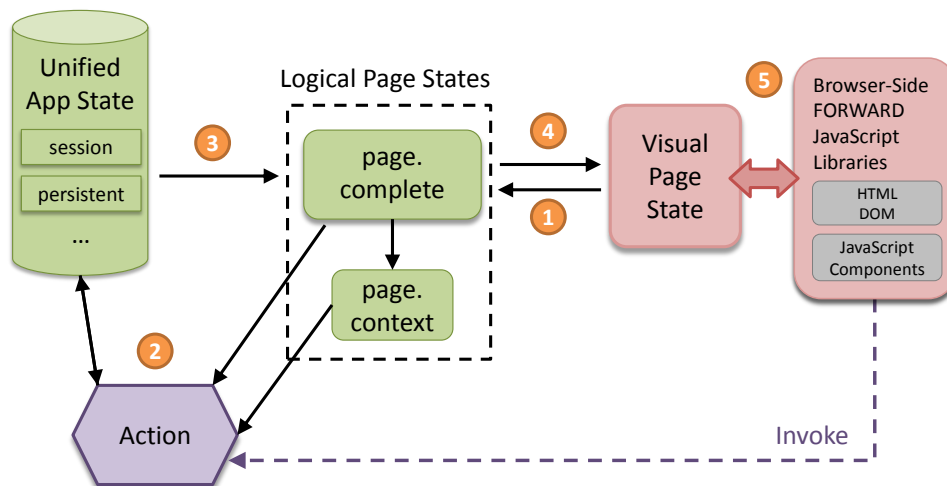 Unified
App State
session
persistent
...
Logical Page States
3
page.
complete
page.
context
4
1
Visual
Page
State
5
Browser-Side
FORWARD
JavaScript
Libraries
HTML
DOM
JavaScript
Components
2
Action
Invoke